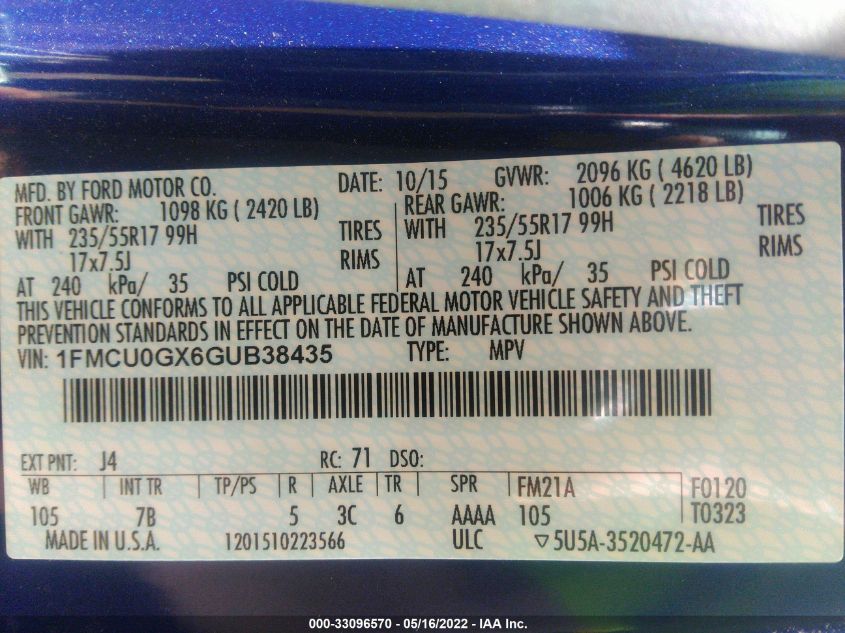 MFD. BY FORD MOTOR CO. DATE: 10/15 GVWR: 2096 KG ( 4620 LB)
FRONT GAWR: 1098 KG ( 2420 LB) REAR GAWR: 1006 KG ( 2218 LB)
WITH 235/55R17 99H TIRES WITH 235/55R17 99H TIRES
17x7.5J RIMS 17x7.5J RIMS
AT 240 kPa/ 35 PSI COLD AT 240 kPa/ 35 PSI COLD
THIS VEHICLE CONFORMS TO ALL APPLICABLE FEDERAL MOTOR VEHICLE SAFETY AND THEFT
PREVENTION STANDARDS IN EFFECT ON THE DATE OF MANUFACTURE SHOWN ABOVE.
VIN: 1FMCU0GX6GUB38435 TYPE: MPV
EXT PNT: J4 RC: 71 DSO:
WB INT TR TP/PS R AXLE TR SPR FM21A F0120
105 7B 5 3C 6 AAAA 105 T0323
MADE IN U.S.A. 1201510223566 ULC ▽5U5A-3520472-AA
000-33096570 - 05/16/2022 - IAA Inc.